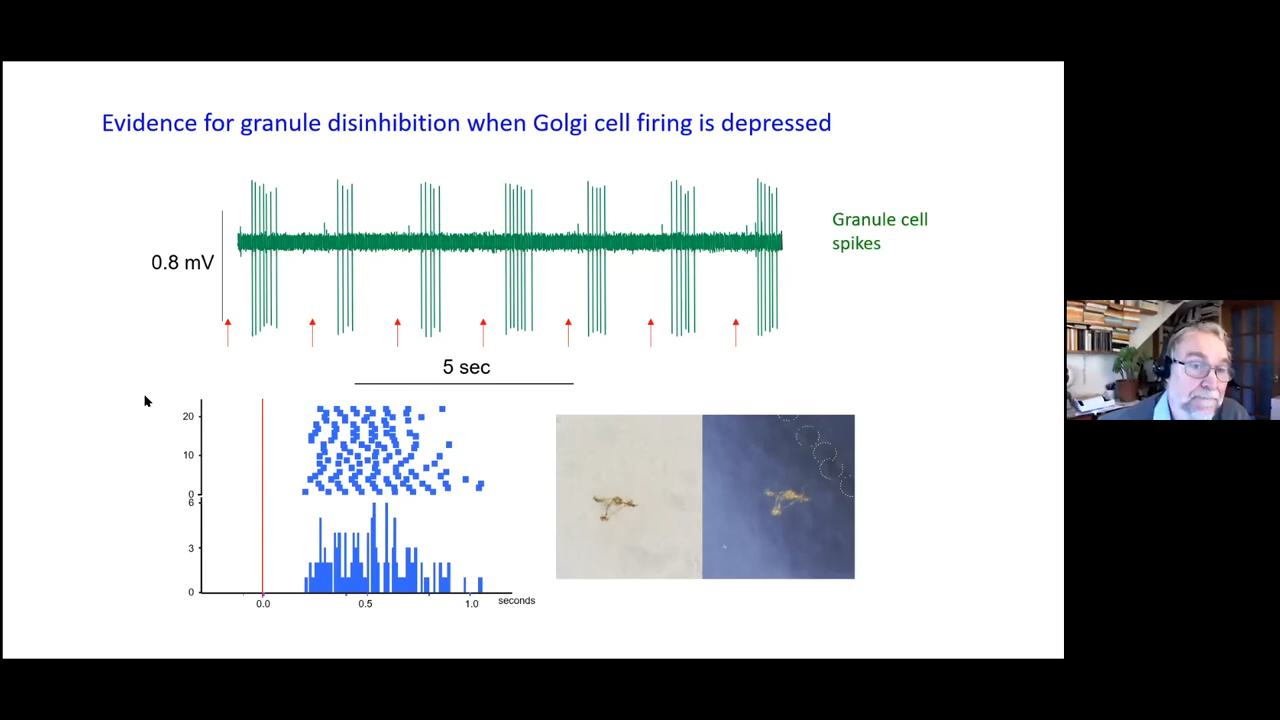 Evidence for granule disinhibition when Golgi cell firing is depressed
Granule cell
spikes
0.8 mV
5 sec
20
10
0
6
3
0
0.0
0.5
1.0
seconds